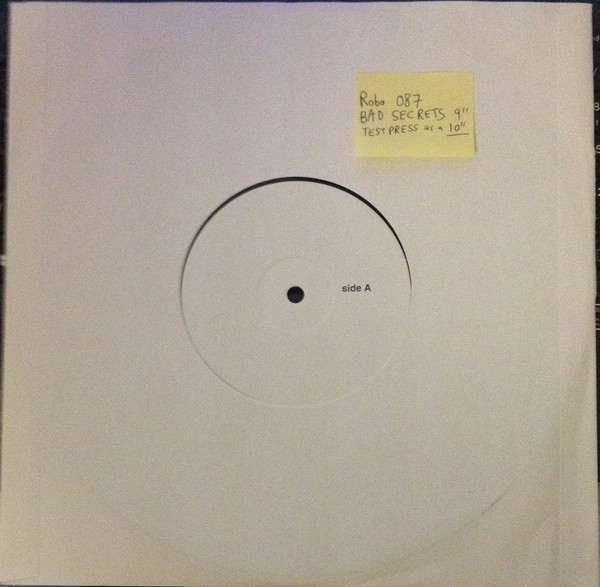 Robo 087
BAD SECRETS 9"
TEST PRESS as a 10"
side A